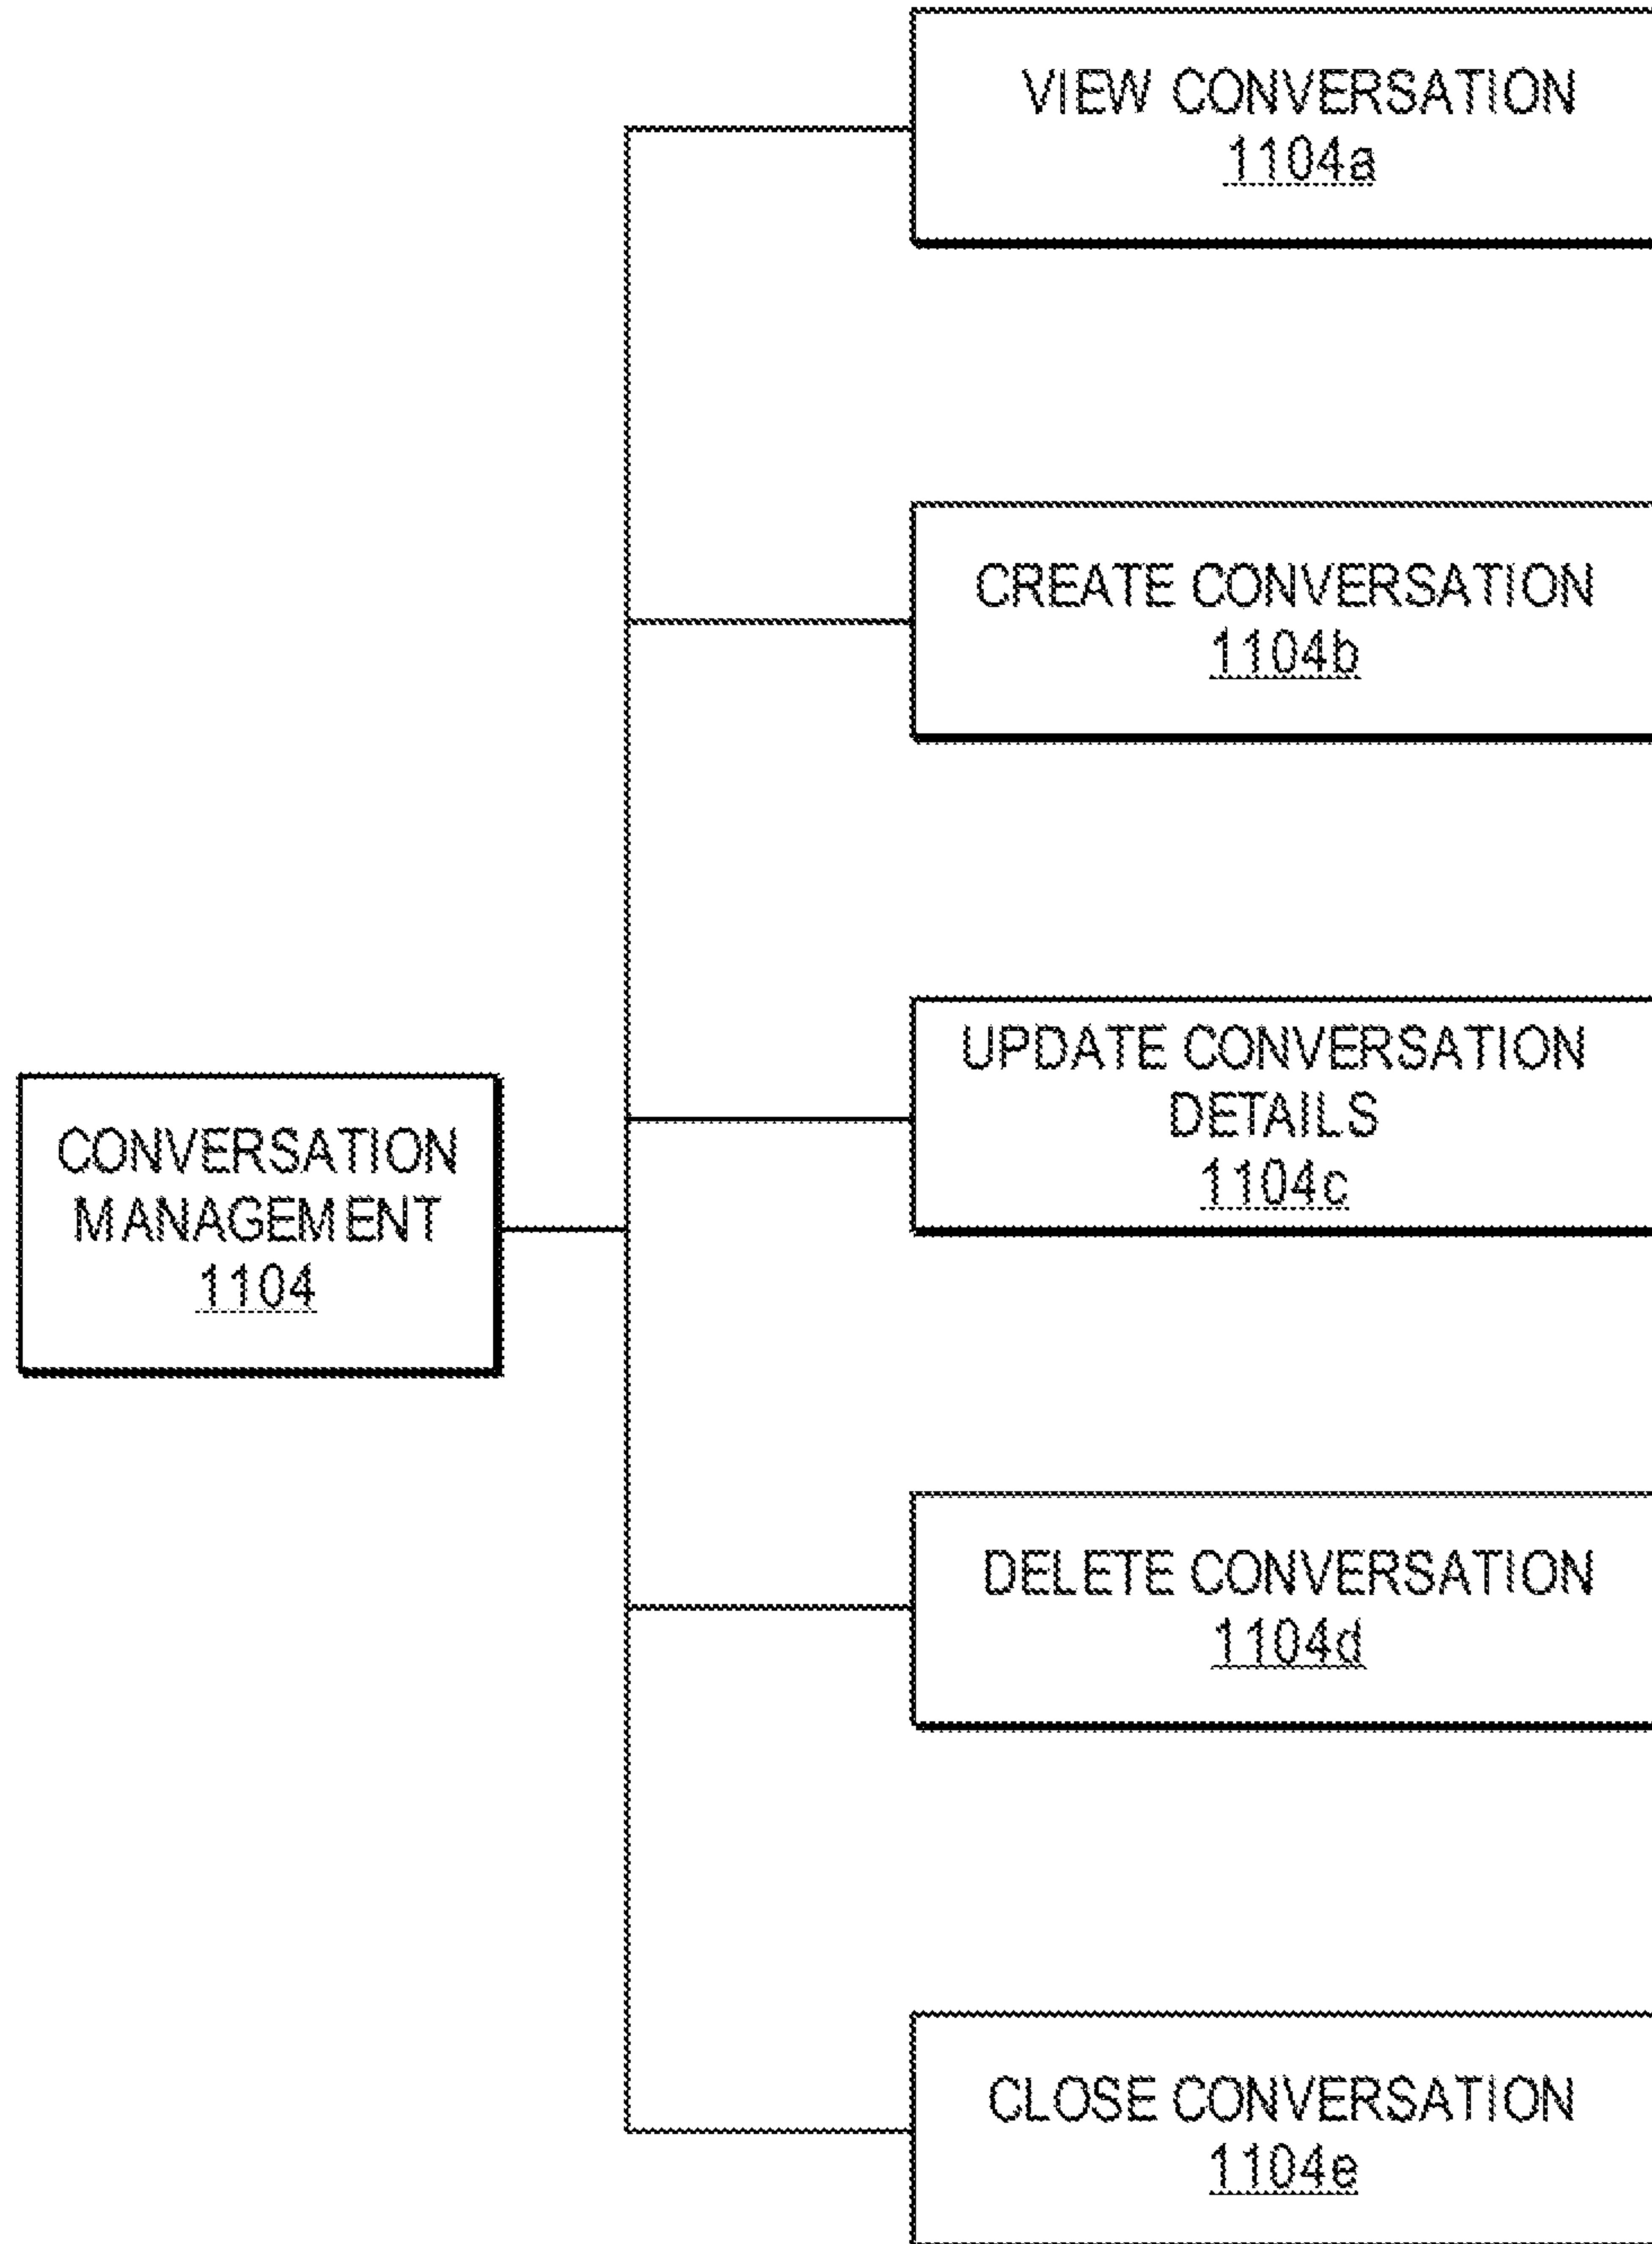 VIEW CONVERSATION
1104a
CREATE CONVERSATION
1104b
UPDATE CONVERSATION
DETAILS
1104c
CONVERSATION
MANAGEMENT
1104
DELETE CONVERSATION
1104d
CLOSE CONVERSATION
1104e